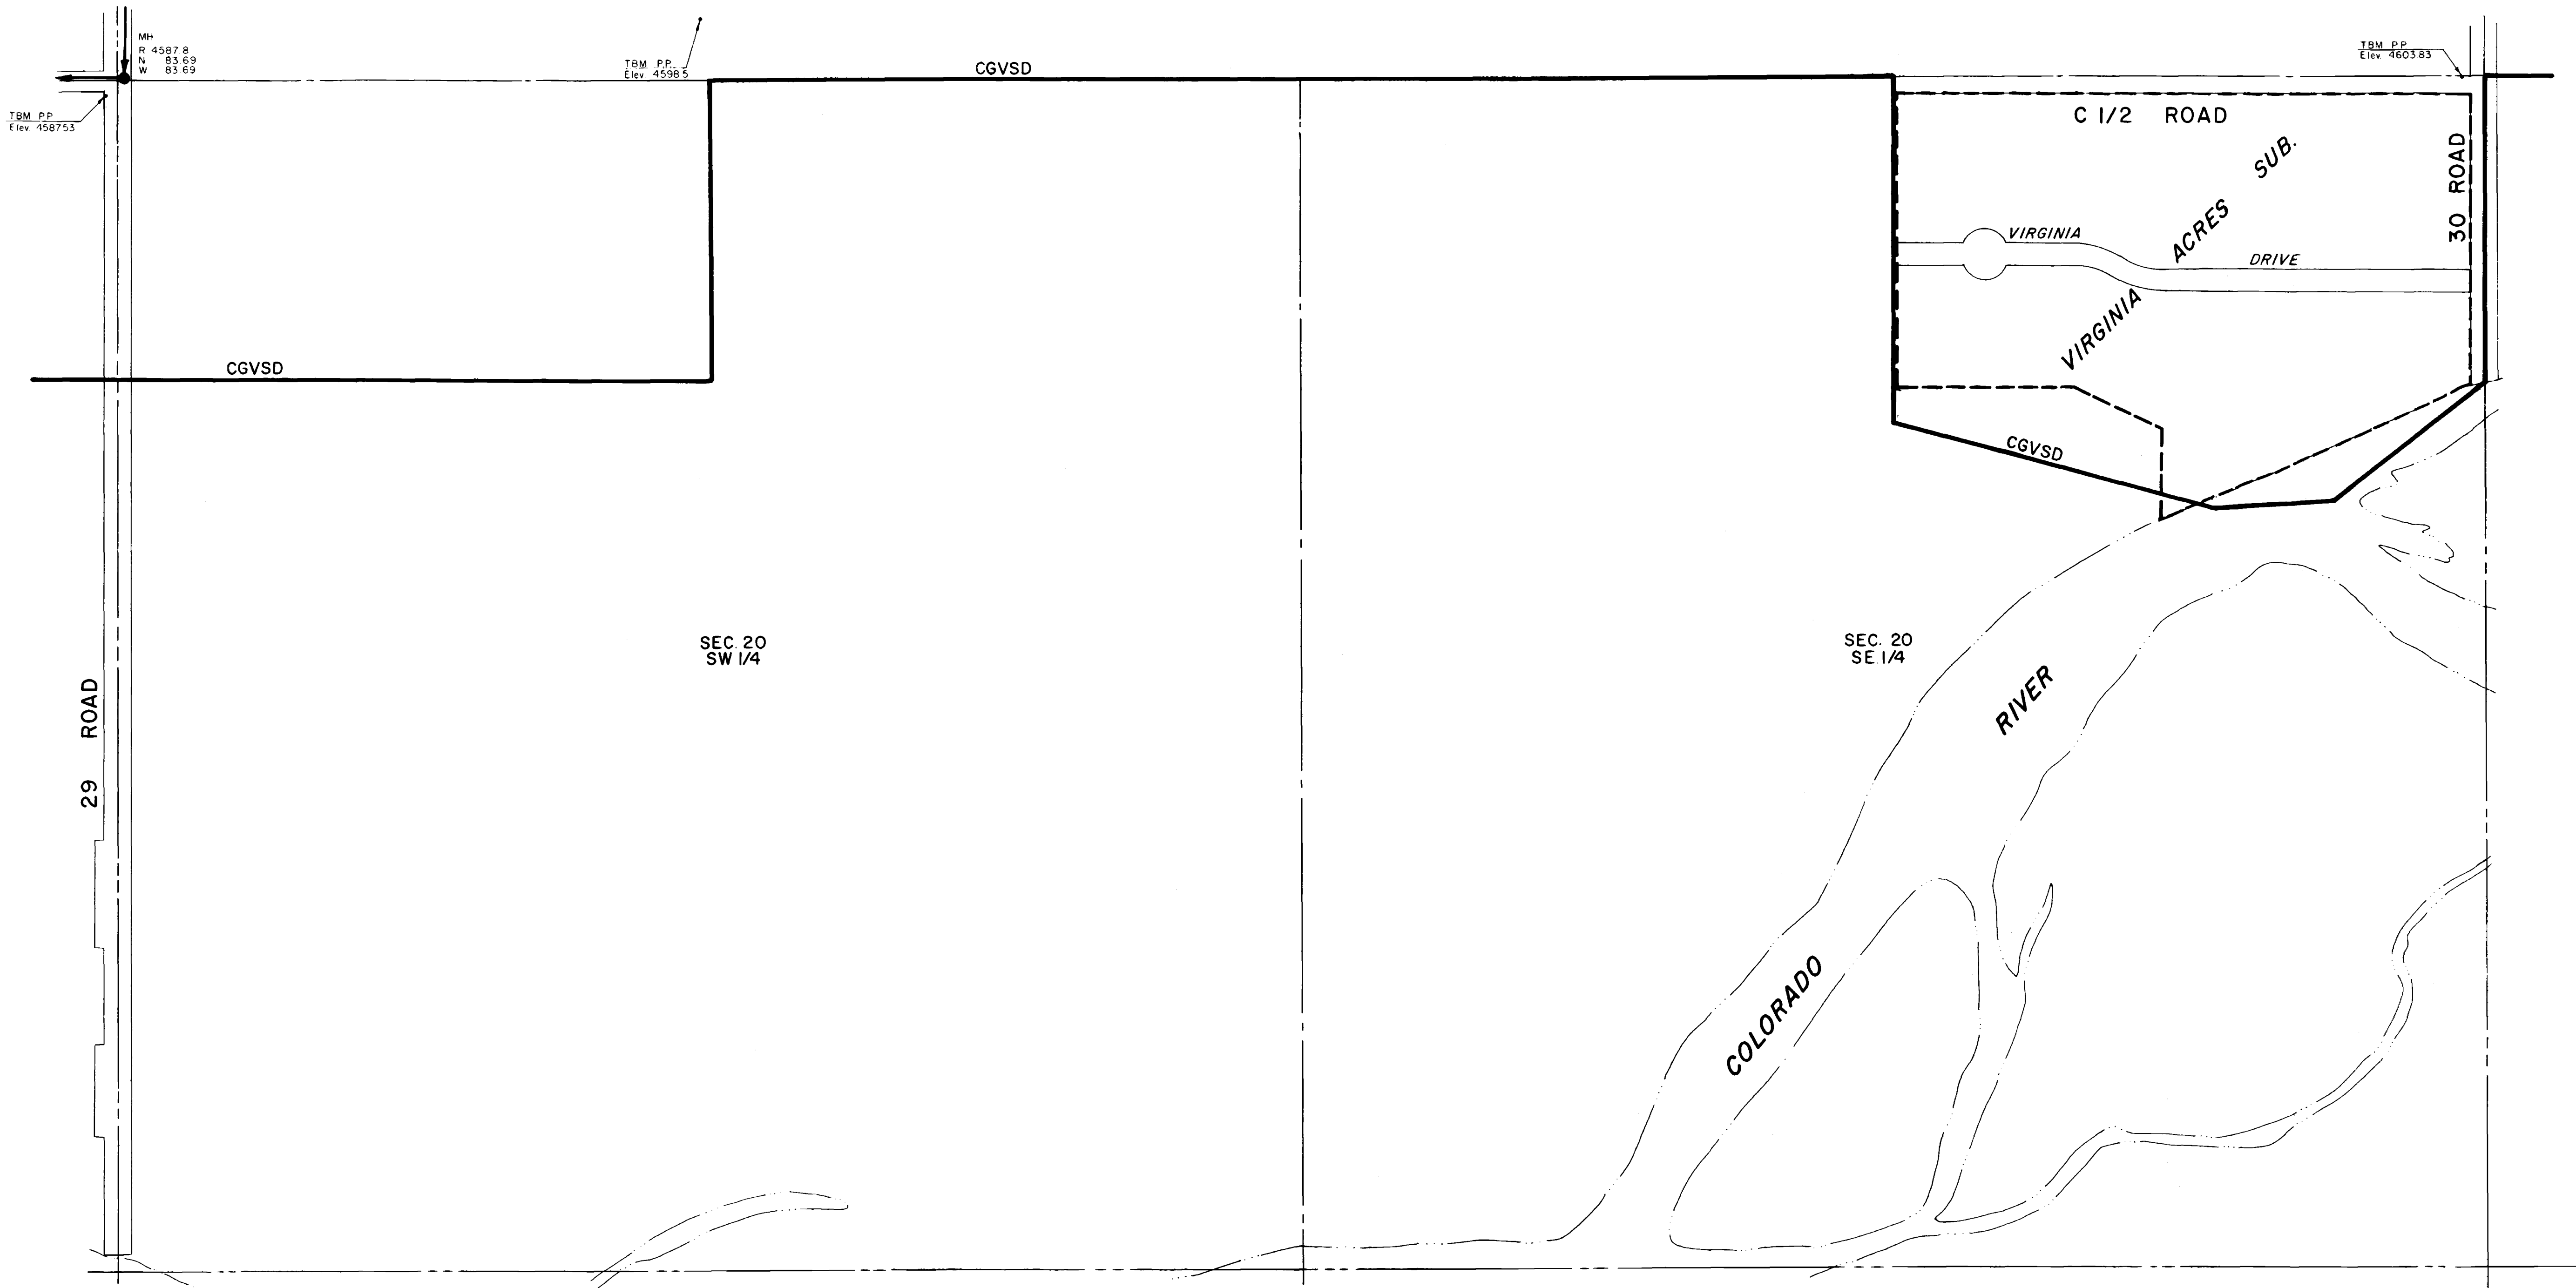 MH
R 4587 8
N 83.69
W 83 69
TBM P.P.
Elev 4598 5
CGVSD
TBM P.P.
Elev. 4603 83
TBM P.P
Elev 4587 53
C 1/2 ROAD
VIRGINIA ACRES SUB.
30 ROAD
VIRGINIA DRIVE
CGVSD
CGVSD
SEC. 20
SW 1/4
SEC. 20
SE. 1/4
29 ROAD
COLORADO RIVER